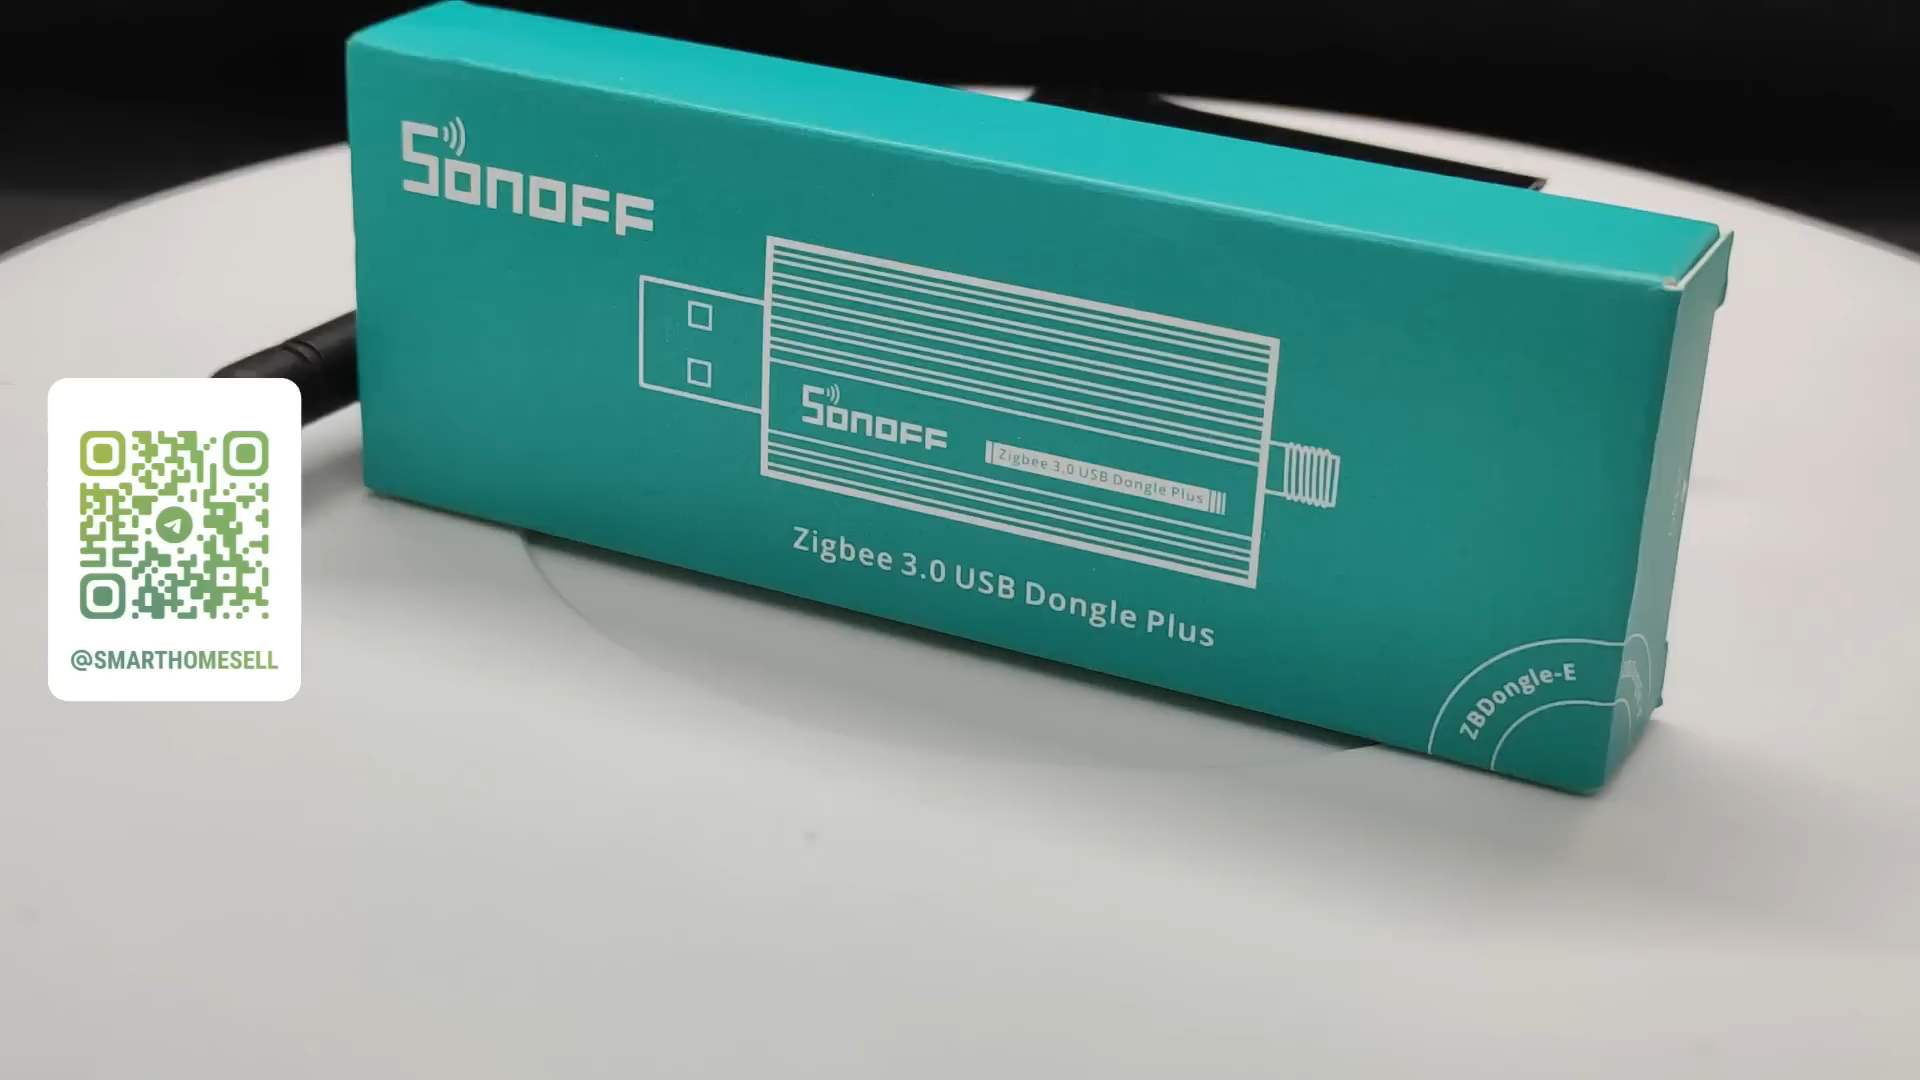 SONOFF
SONOFF
Zigbee 3.0 USB Dongle Plus
Zigbee 3.0 USB Dongle Plus
ZBDongle-E
@SMARTHOMESELL